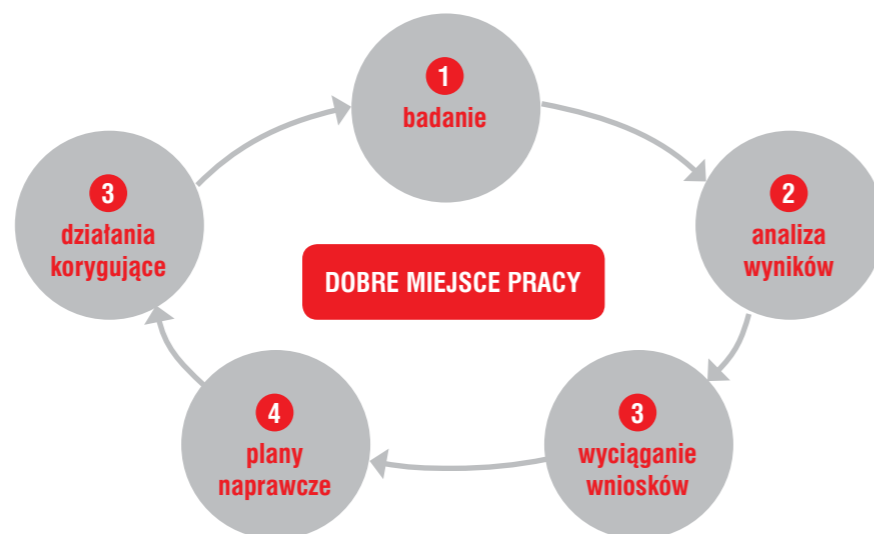 1
badanie
2
analiza
wyników
3
wyciąganie
wniosków
4
plany
naprawcze
3
działania
korygujące
DOBRE MIEJSCE PRACY